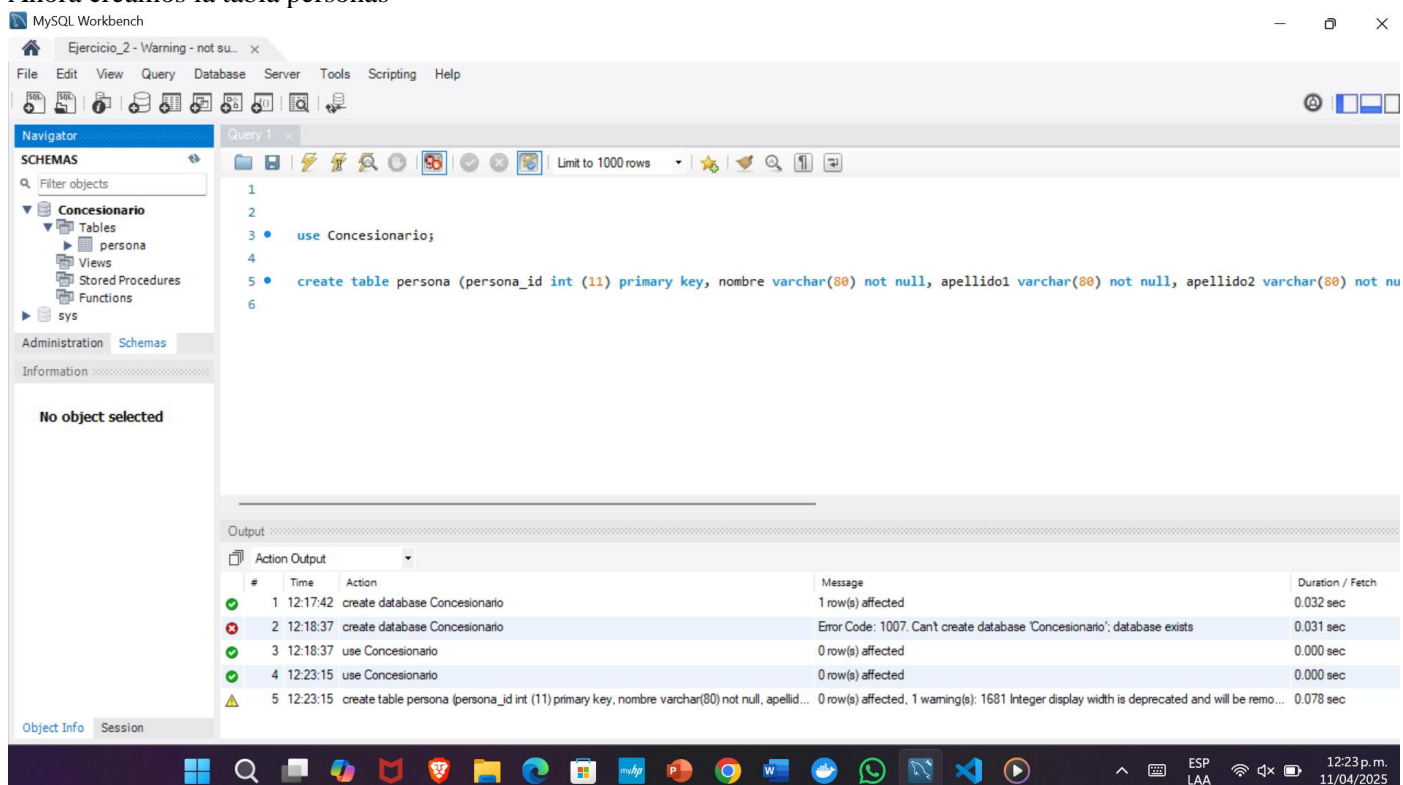 Ahora creamos la tabla personas
MySQL Workbench
Ejercicio_2 - Warning - not su...
File Edit View Query Database Server Tools Scripting Help
Navigator
Query 1
SCHEMAS
Limit to 1000 rows
Filter objects
1
Concesionario
2
Tables
3 use Concesionario;
persona
4
Views
Stored Procedures
5 create table persona (persona_id int (11) primary key, nombre varchar(80) not null, apellido1 varchar(80) not null, apellido2 varchar(80) not nu
Functions
6
sys
Administration Schemas
Information
No object selected
Output
Action Output
# Time Action Message Duration / Fetch
1 12:17:42 create database Concesionario 1 row(s) affected 0.032 sec
2 12:18:37 create database Concesionario Error Code: 1007. Can't create database 'Concesionario'; database exists 0.031 sec
3 12:18:37 use Concesionario 0 row(s) affected 0.000 sec
4 12:23:15 use Concesionario 0 row(s) affected 0.000 sec
5 12:23:15 create table persona (persona_id int (11) primary key, nombre varchar(80) not null, apellid... 0 row(s) affected, 1 warning(s): 1681 Integer display width is deprecated and will be remo... 0.078 sec
Object Info Session
ESP
LAA
12:23 p. m.
11/04/2025